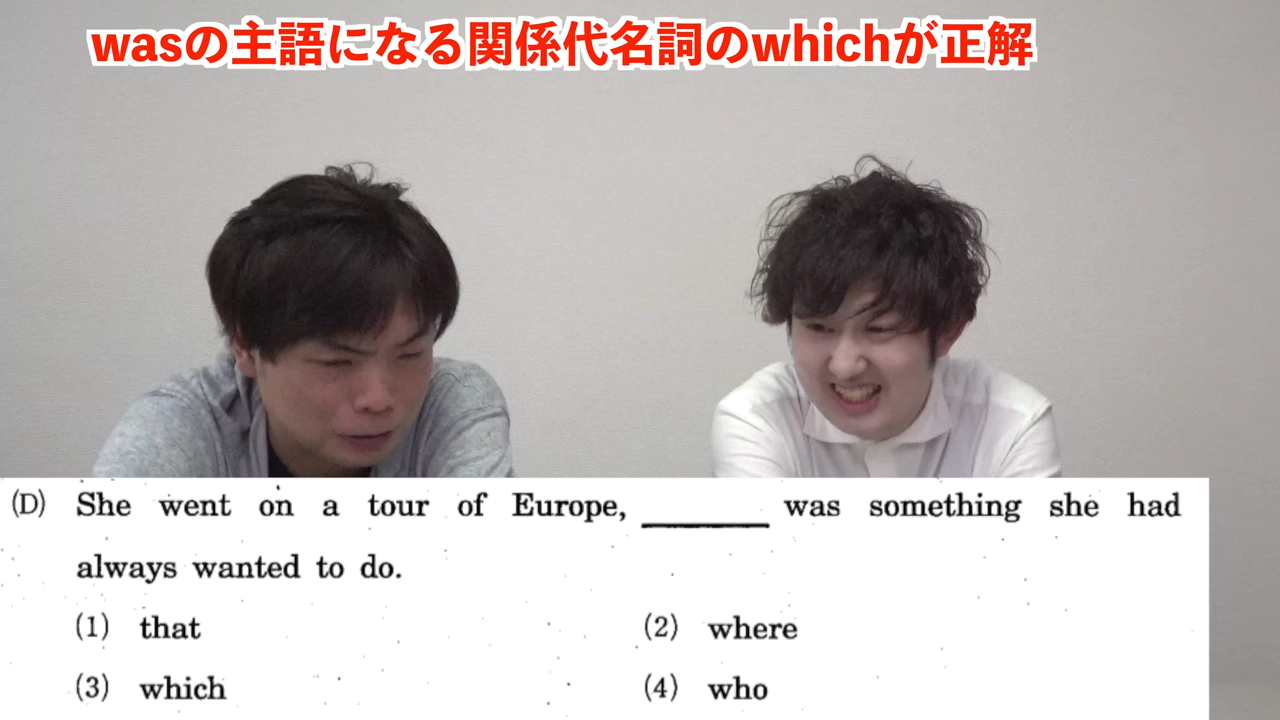 wasの主語になる関係代名詞のwhichが正解
(D) She went on a tour of Europe, ________ was something she had
always wanted to do.
(1) that (2) where
(3) which (4) who